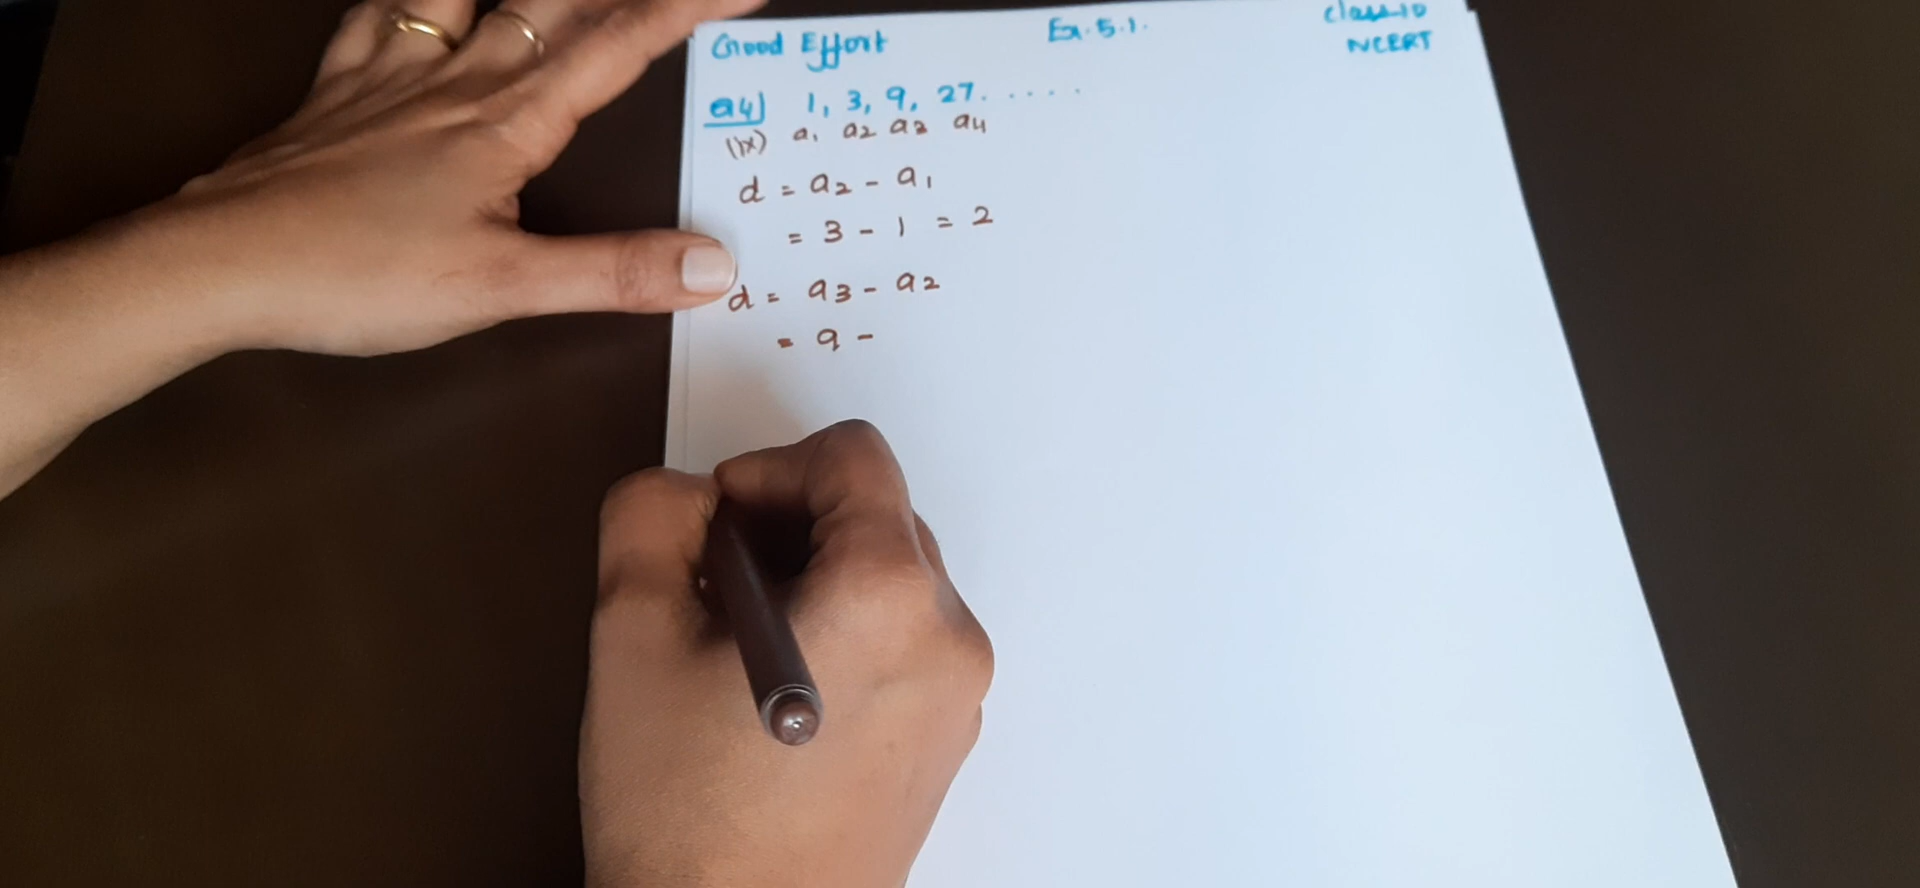 Good Effort Ex. 5.1. Class-10
NCERT
Q4) 1, 3, 9, 27. . . . .
(ix) a₁ a₂ a₃ a₄
d = a₂ - a₁
= 3 - 1 = 2
d = a₃ - a₂
= 9 -